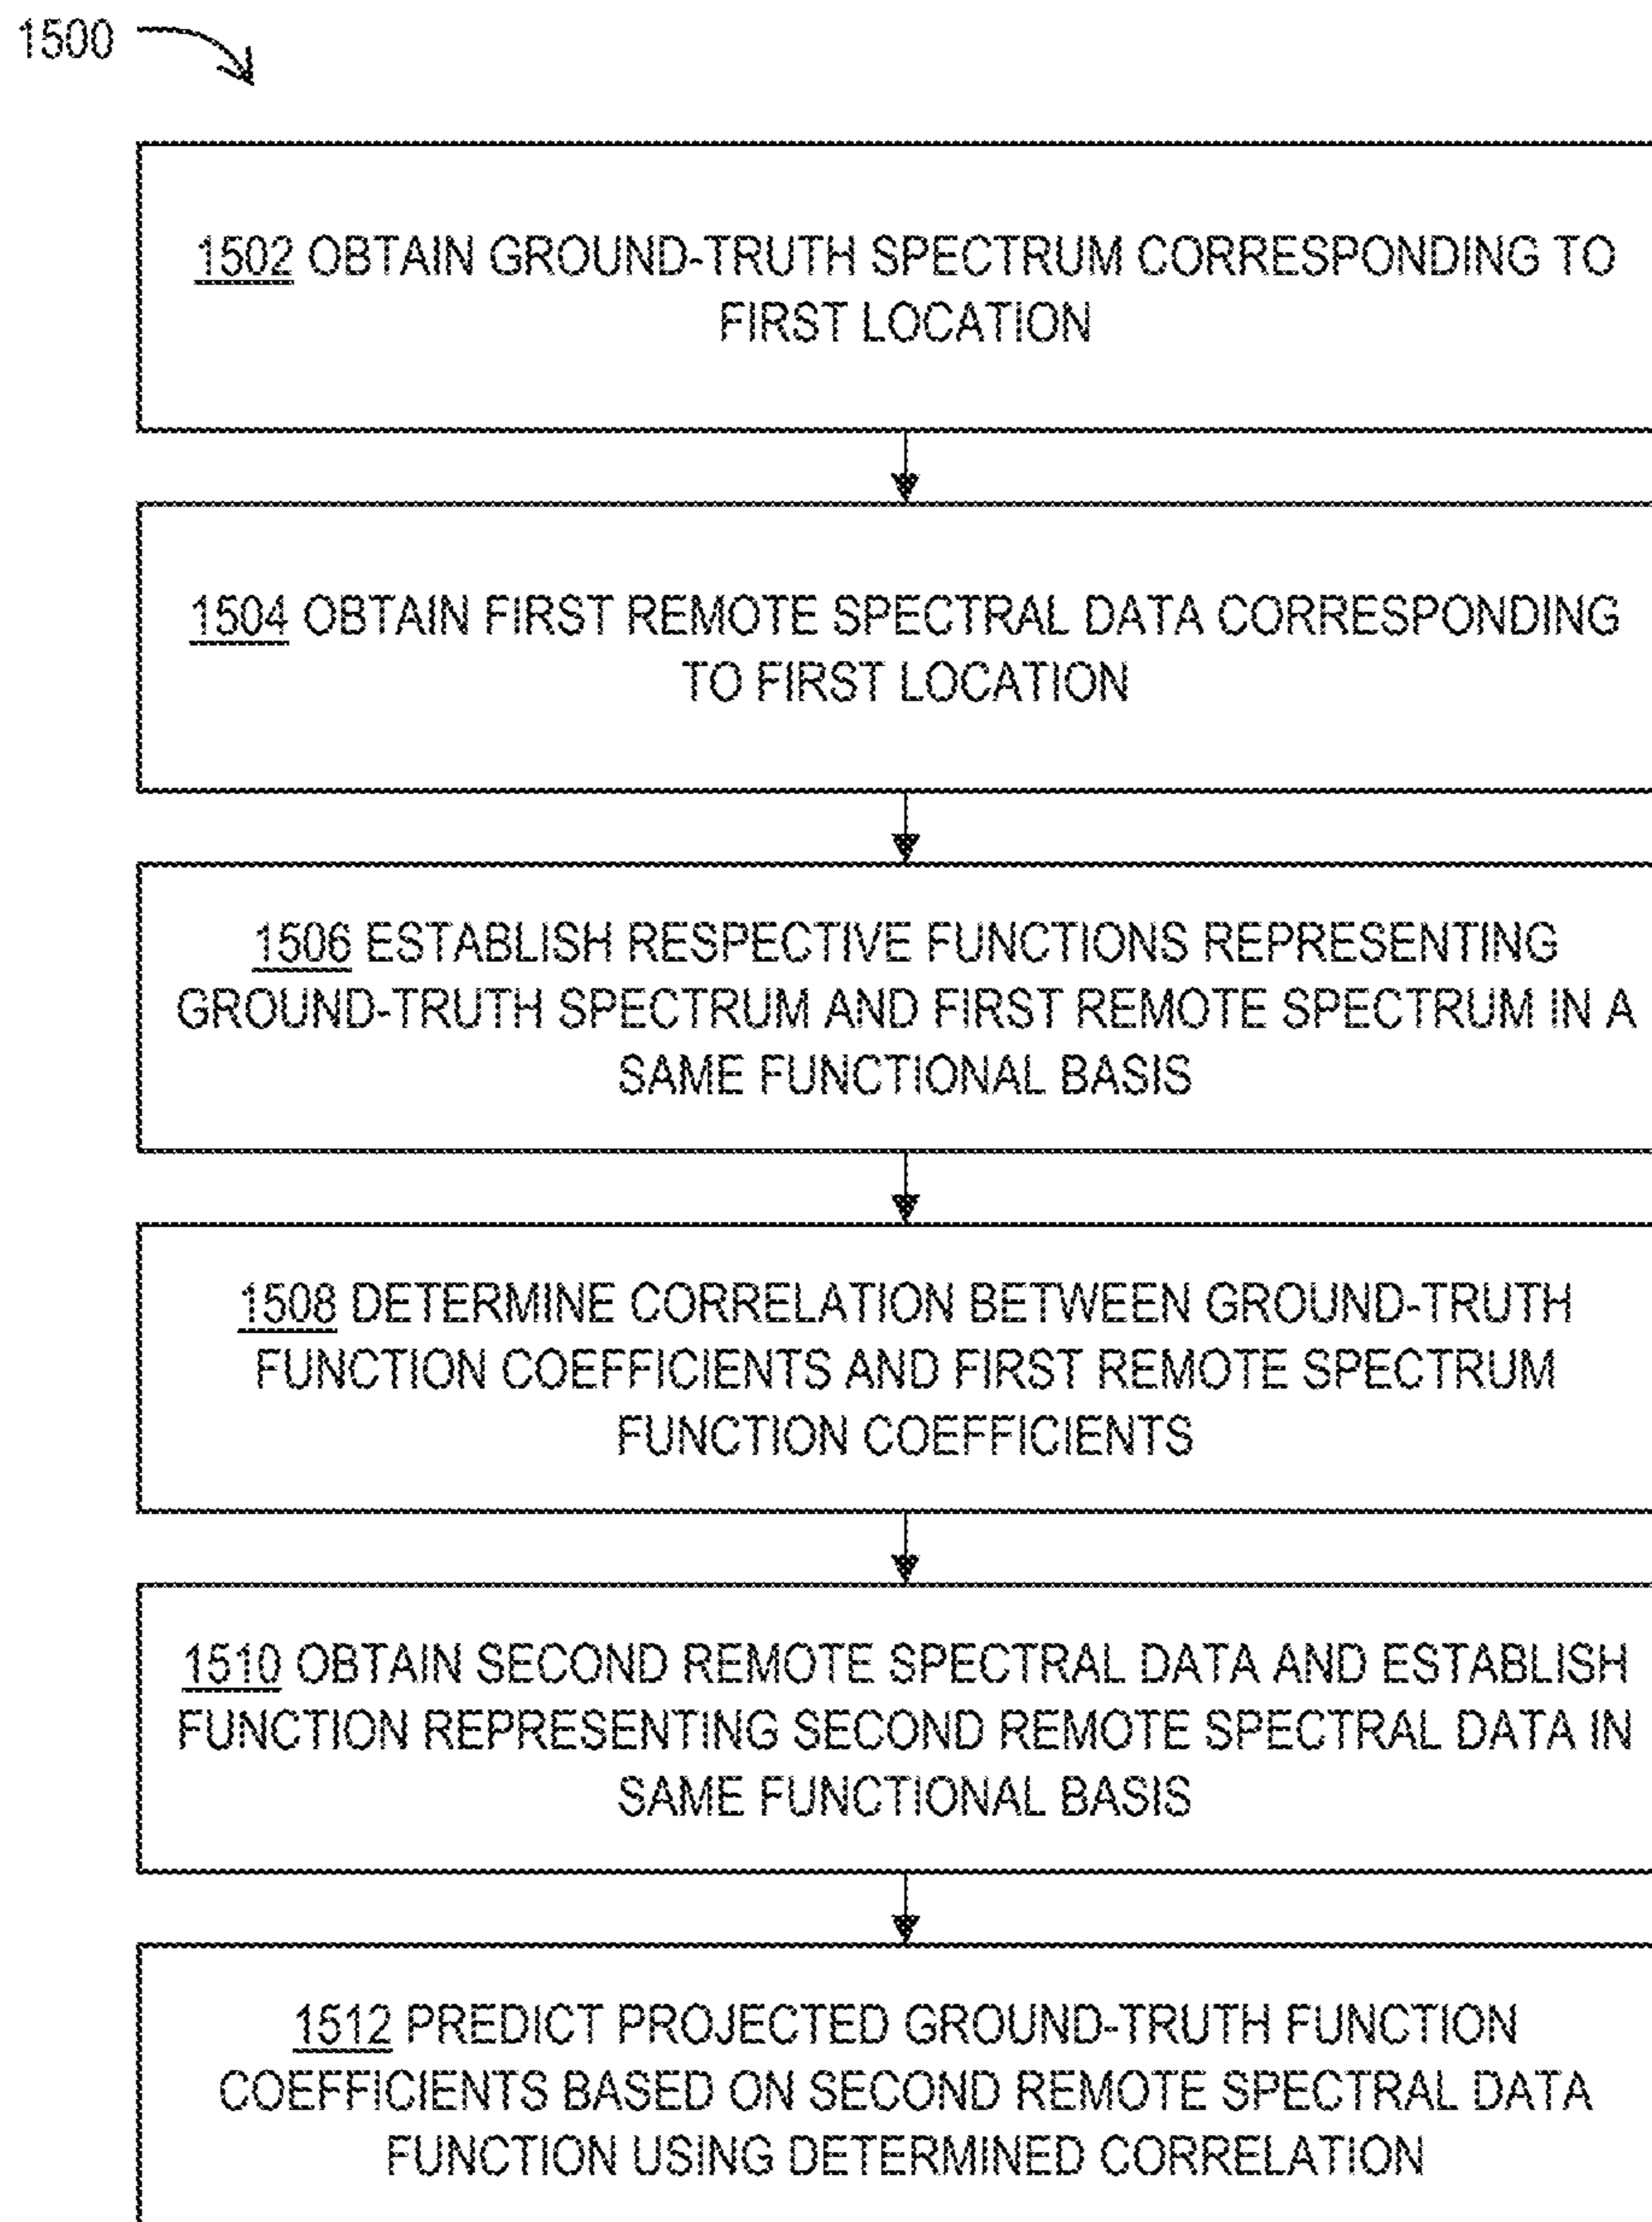 1500
1502 OBTAIN GROUND-TRUTH SPECTRUM CORRESPONDING TO
FIRST LOCATION
1504 OBTAIN FIRST REMOTE SPECTRAL DATA CORRESPONDING
TO FIRST LOCATION
1506 ESTABLISH RESPECTIVE FUNCTIONS REPRESENTING
GROUND-TRUTH SPECTRUM AND FIRST REMOTE SPECTRUM IN A
SAME FUNCTIONAL BASIS
1508 DETERMINE CORRELATION BETWEEN GROUND-TRUTH
FUNCTION COEFFICIENTS AND FIRST REMOTE SPECTRUM
FUNCTION COEFFICIENTS
1510 OBTAIN SECOND REMOTE SPECTRAL DATA AND ESTABLISH
FUNCTION REPRESENTING SECOND REMOTE SPECTRAL DATA IN
SAME FUNCTIONAL BASIS
1512 PREDICT PROJECTED GROUND-TRUTH FUNCTION
COEFFICIENTS BASED ON SECOND REMOTE SPECTRAL DATA
FUNCTION USING DETERMINED CORRELATION